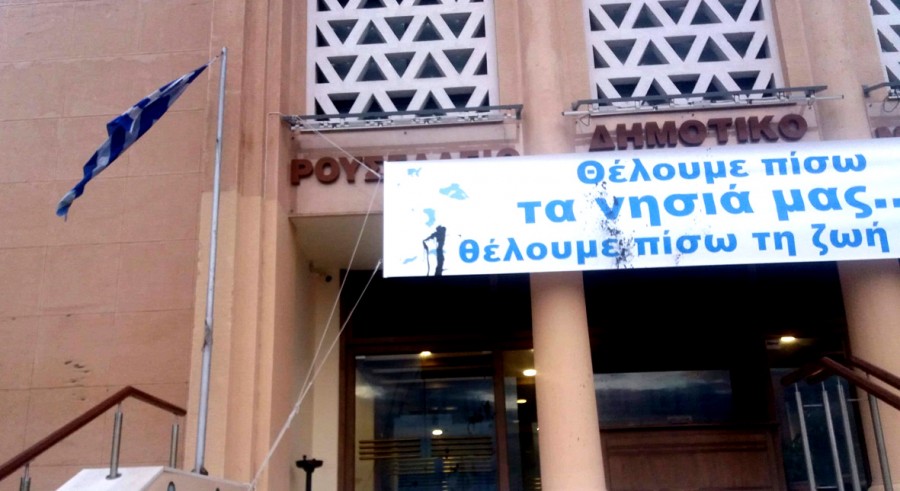 ΔΗΜΟΤΙΚΟ
Θέλουμε πίσω
τα νησιά μας..
θέλουμε πίσω τη ζωή